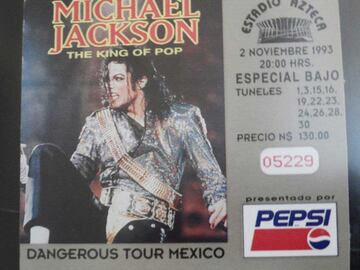 MICHAEL
JACKSON
THE KING OF POP
DANGEROUS TOUR MEXICO
ESTADIO AZTECA
2 NOVIEMBRE 1993
20:00 HRS.
ESPECIAL BAJO
TUNELES 1,3,15,16,
19,22,23,
24,26,28,
30
PRECIO N$ 130.00
05229
presentada por
PEPSI